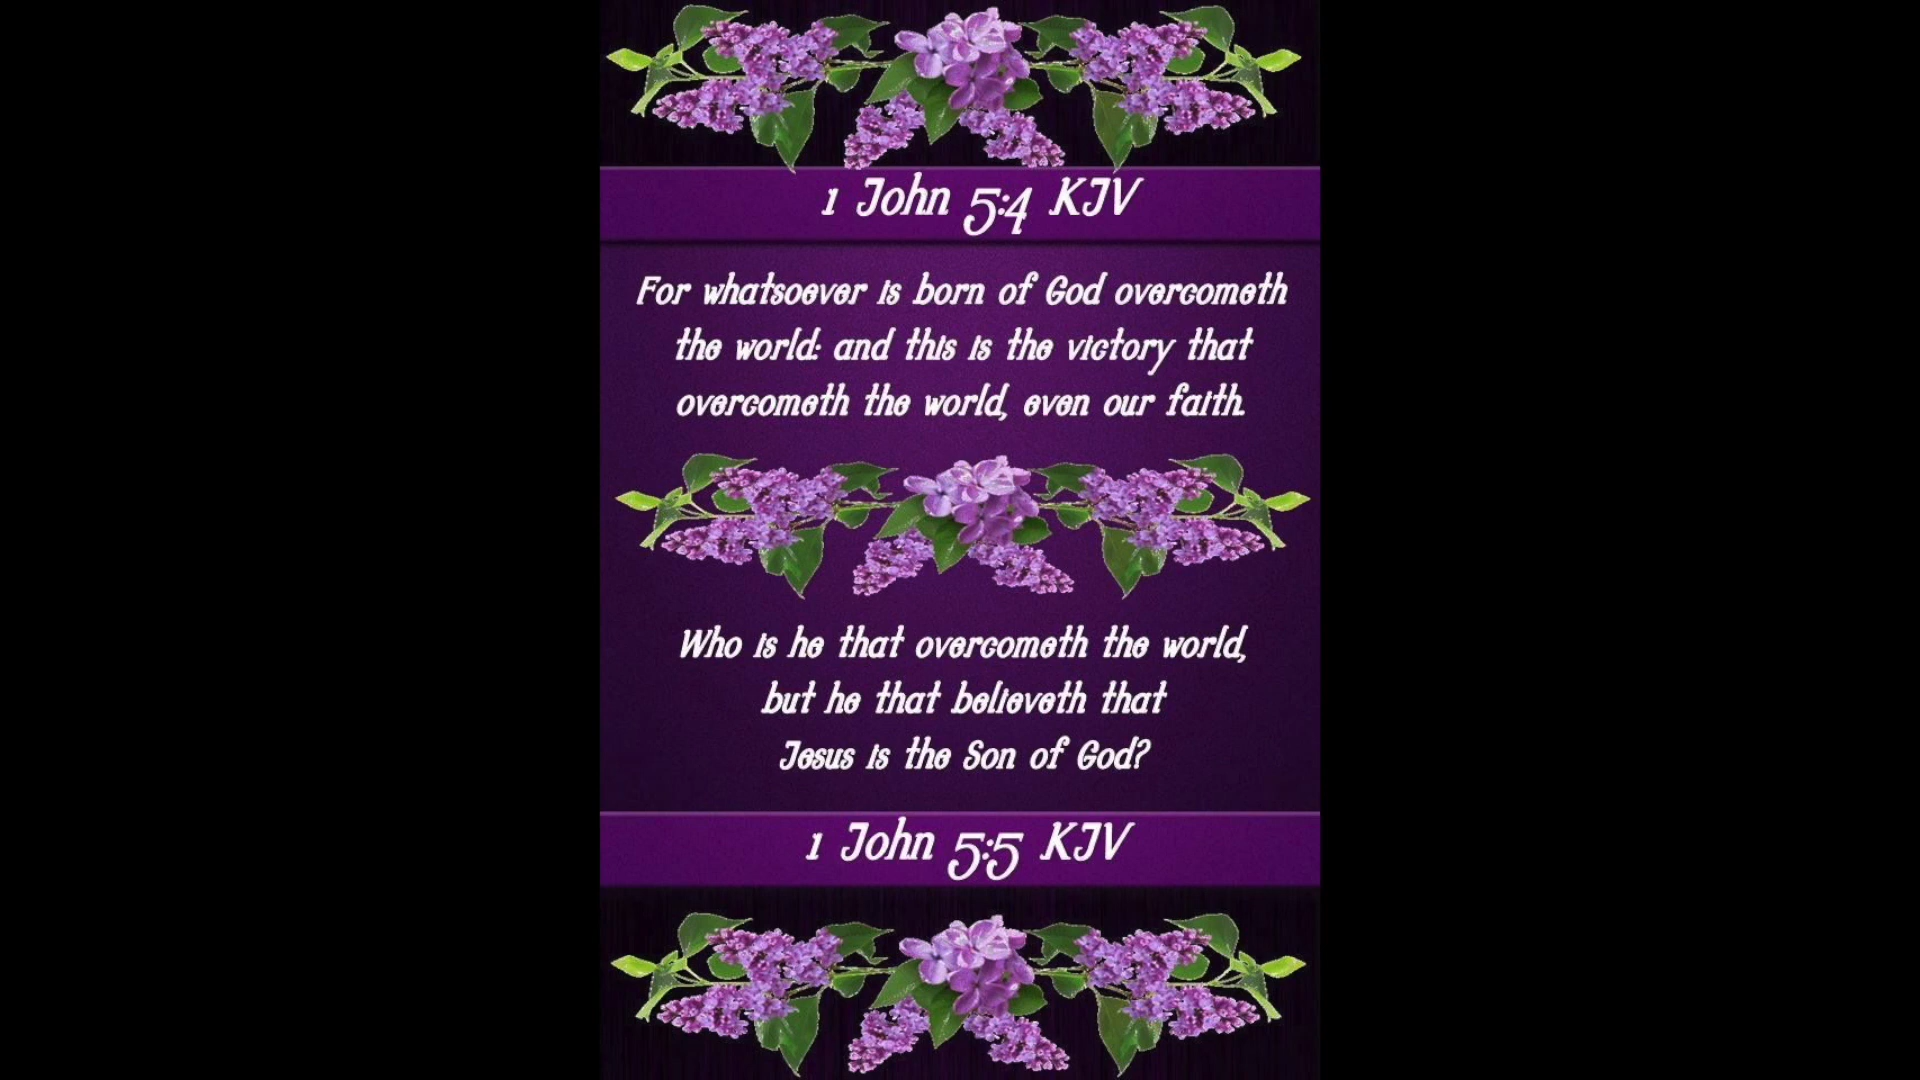 1 John 5:4 KJV
For whatsoever is born of God overcometh
the world: and this is the victory that
overcometh the world, even our faith.
Who is he that overcometh the world,
but he that believeth that
Jesus is the Son of God?
1 John 5:5 KJV